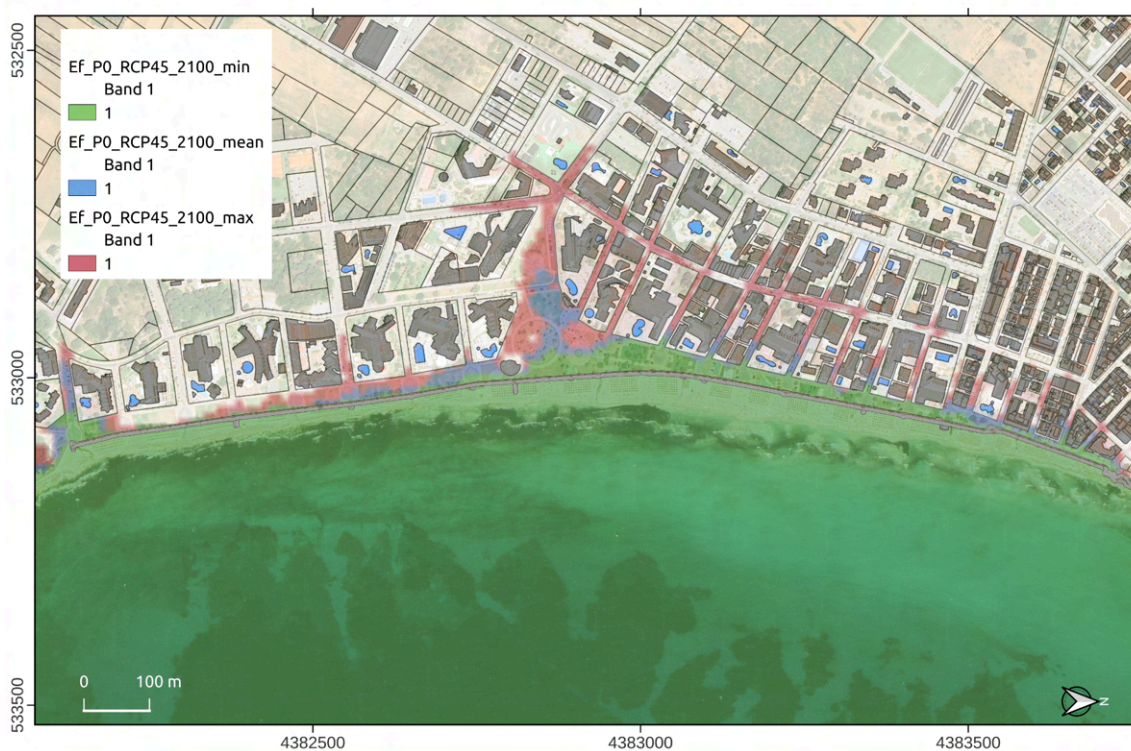 Ef_P0_RCP45_2100_min
Band 1
1
Ef_P0_RCP45_2100_mean
Band 1
1
Ef_P0_RCP45_2100_max
Band 1
1
532500
533000
533500
0 100 m
N
4382500 4383000 4383500